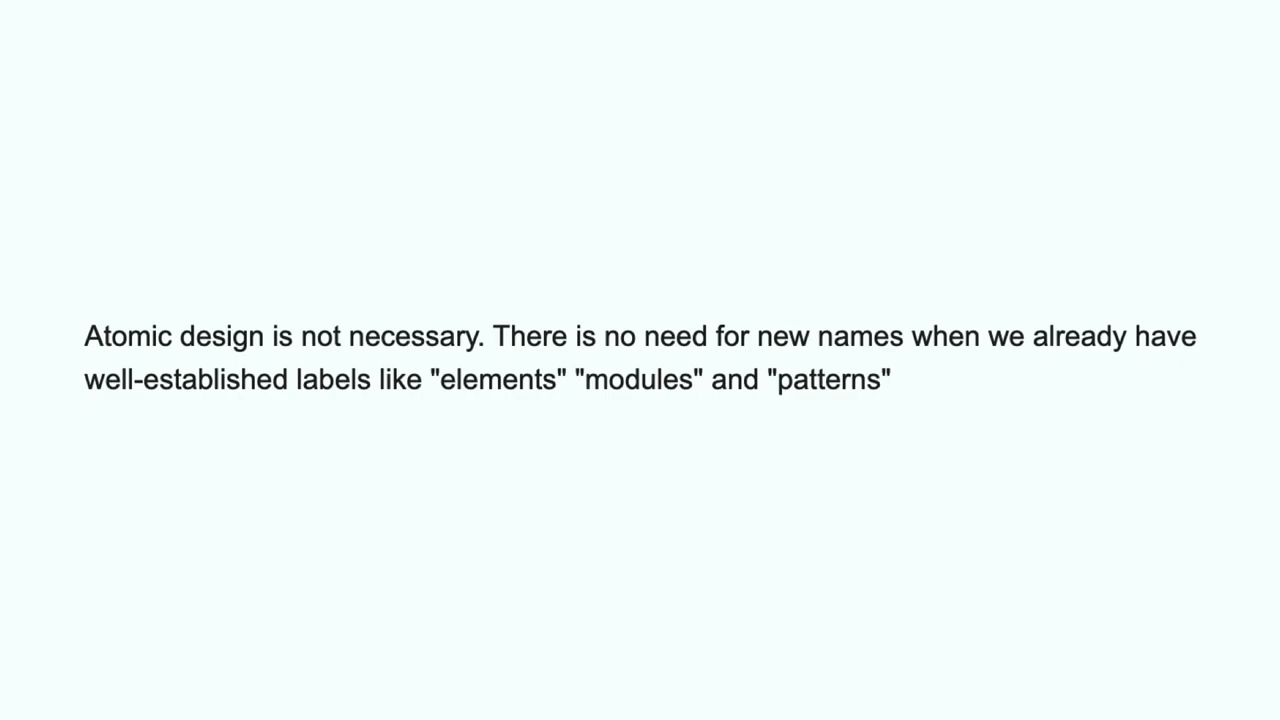 Atomic design is not necessary. There is no need for new names when we already have
well-established labels like "elements" "modules" and "patterns"